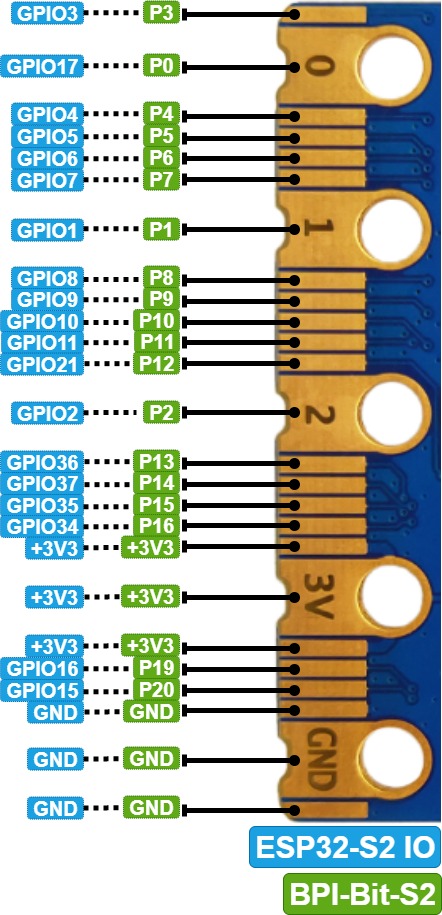 GPIO3 P3
GPIO17 P0
0
GPIO4 P4
GPIO5 P5
GPIO6 P6
GPIO7 P7
GPIO1 P1
1
GPIO8 P8
GPIO9 P9
GPIO10 P10
GPIO11 P11
GPIO21 P12
GPIO2 P2
2
GPIO36 P13
GPIO37 P14
GPIO35 P15
GPIO34 P16
+3V3 +3V3
+3V3 +3V3
3V
+3V3 +3V3
GPIO16 P19
GPIO15 P20
GND GND
GND GND
GND
GND GND
ESP32-S2 IO
BPI-Bit-S2